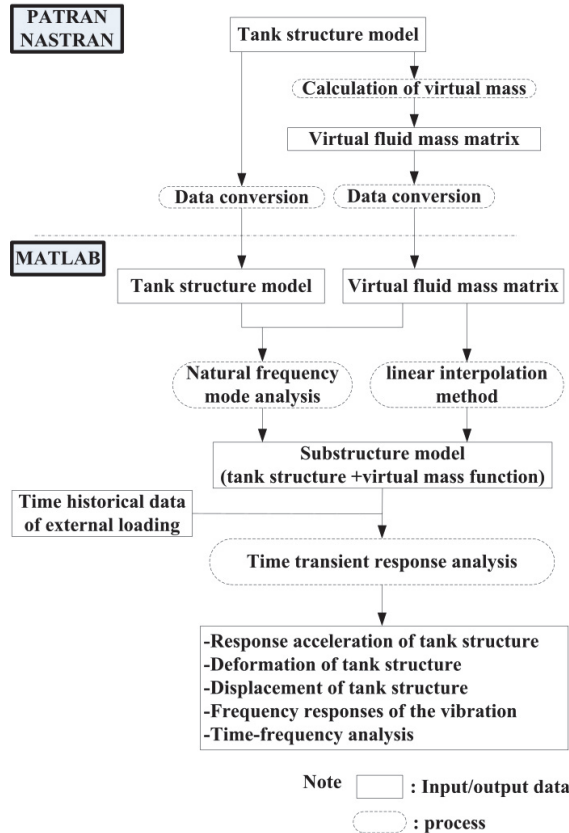 PATRAN
NASTRAN
Tank structure model
Calculation of virtual mass
Virtual fluid mass matrix
Data conversion
Data conversion
MATLAB
Tank structure model
Virtual fluid mass matrix
Natural frequency
mode analysis
linear interpolation
method
Substructure model
(tank structure +virtual mass function)
Time historical data
of external loading
Time transient response analysis
-Response acceleration of tank structure
-Deformation of tank structure
-Displacement of tank structure
-Frequency responses of the vibration
-Time-frequency analysis
Note
: Input/output data
: process